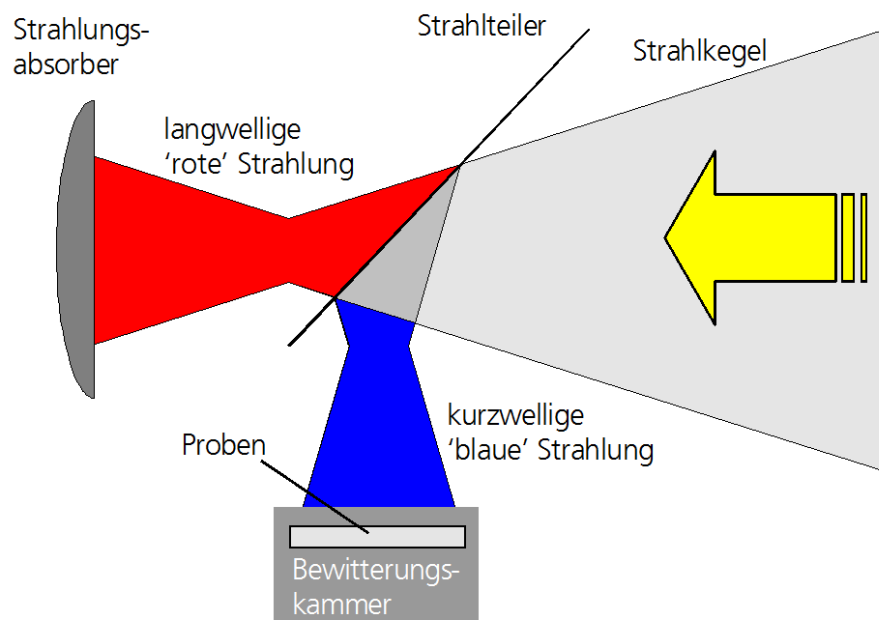 Strahlungs-
absorber
Strahlteiler
Strahlkegel
langwellige
‘rote’ Strahlung
kurzwellige
‘blaue’ Strahlung
Proben
Bewitterungs-
kammer